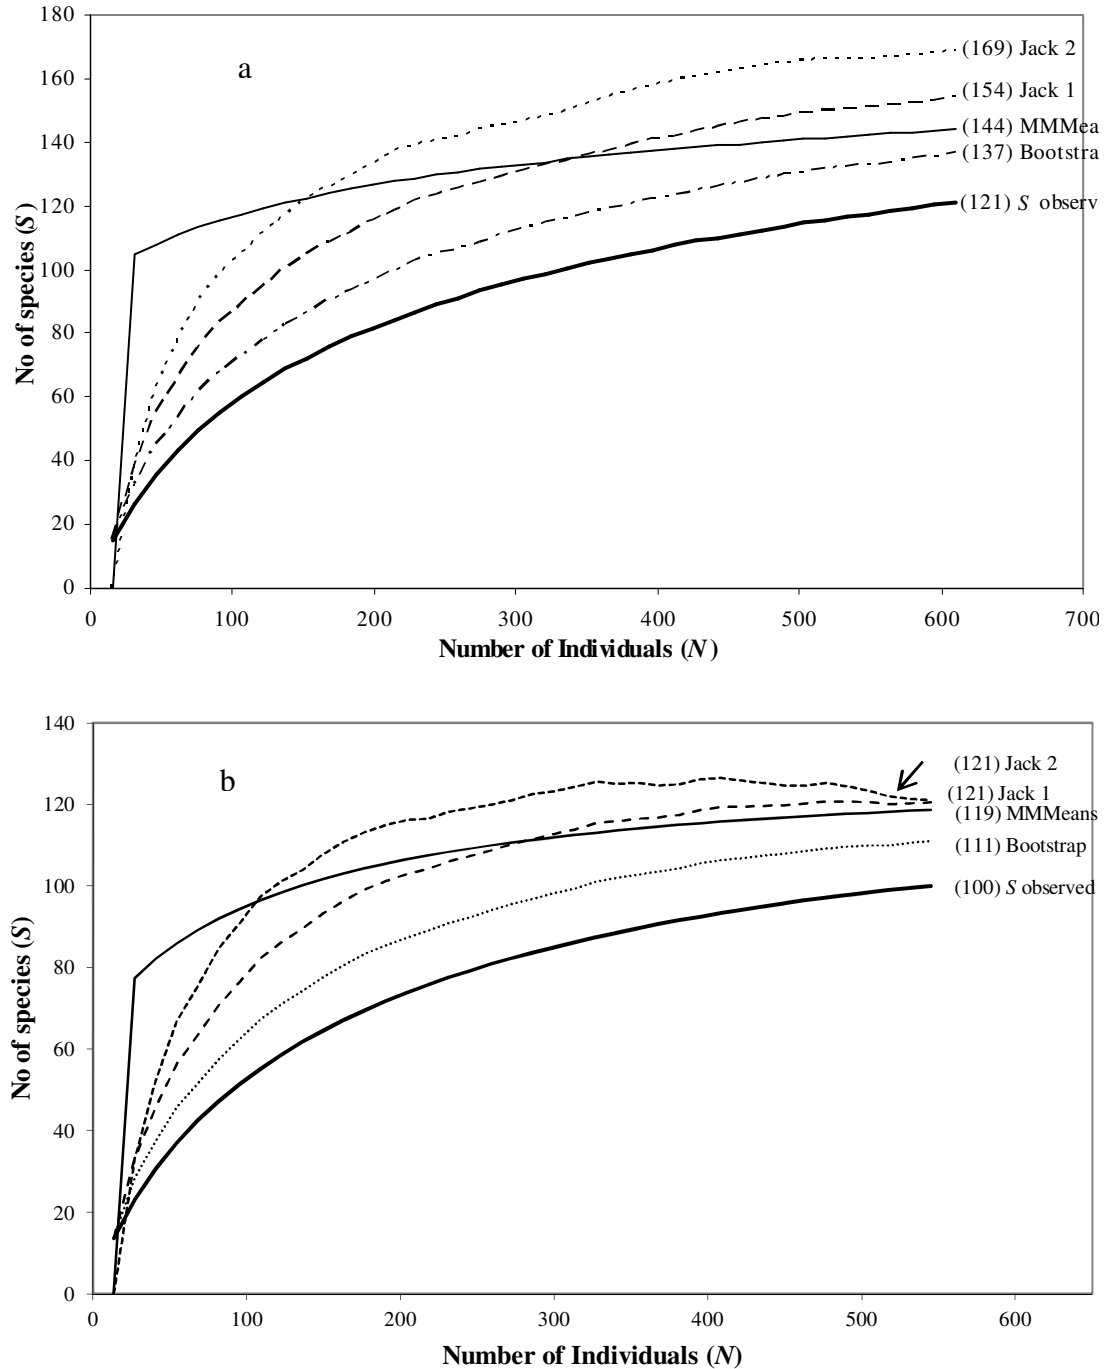 180
160
140
120
100
80
60
40
20
0
No of species (S)
a
(169) Jack 2
(154) Jack 1
(144) MMMea
(137) Bootstra
(121) S observ
0 100 200 300 400 500 600 700
Number of Individuals (N)
140
120
100
80
60
40
20
0
No of species (S)
b
(121) Jack 2
(121) Jack 1
(119) MMMeans
(111) Bootstrap
(100) S observed
0 100 200 300 400 500 600
Number of Individuals (N)